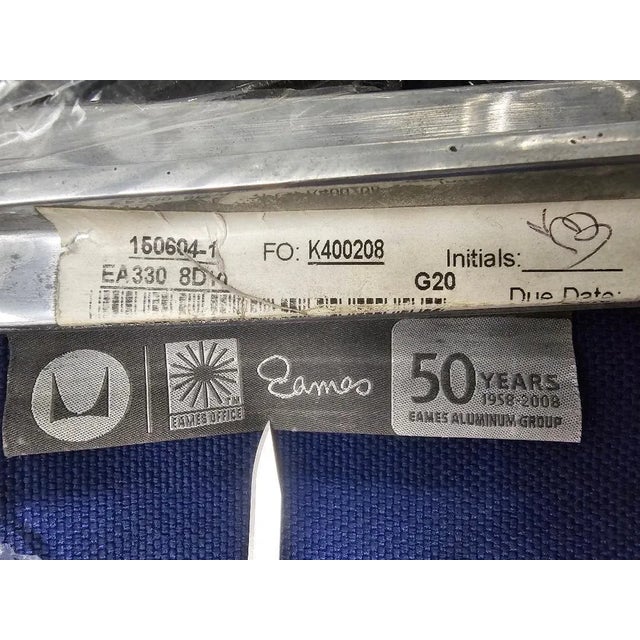 150604-1 FO: K400208 Initials:
EA330 8D10 G20 Due Date:
EAMES OFFICE TM
Eames
50 YEARS
1958-2008
EAMES ALUMINUM GROUP